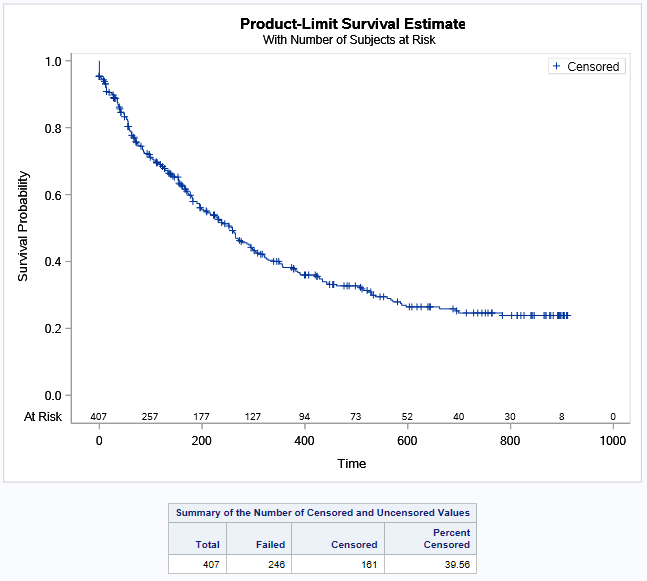 Product-Limit Survival Estimate
With Number of Subjects at Risk
+ Censored
1.0
0.8
0.6
0.4
0.2
0.0
Survival Probability
At Risk 407 257 177 127 94 73 52 40 30 8 0
0 200 400 600 800 1000
Time
Summary of the Number of Censored and Uncensored Values
Total Failed Censored Percent Censored
407 246 161 39.56